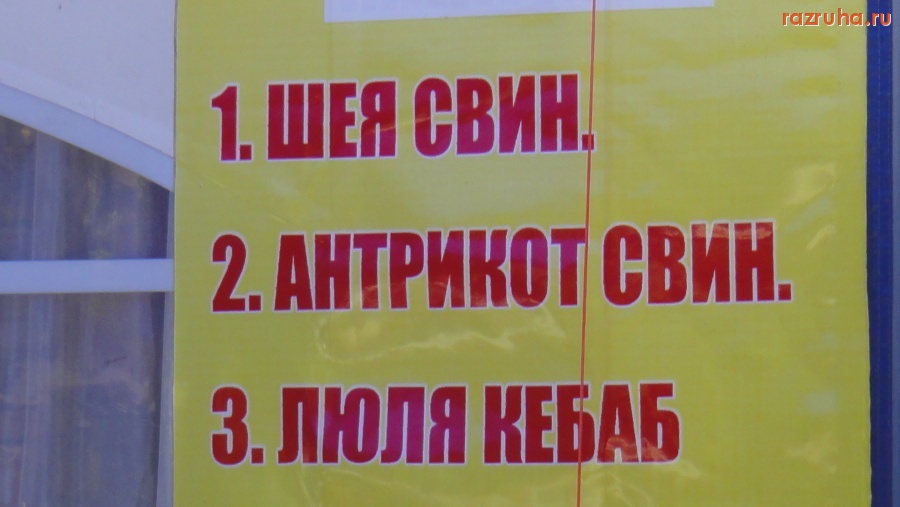 razruha.ru
1. ШЕЯ СВИН.
2. АНТРИКОТ СВИН.
3. ЛЮЛЯ КЕБАБ